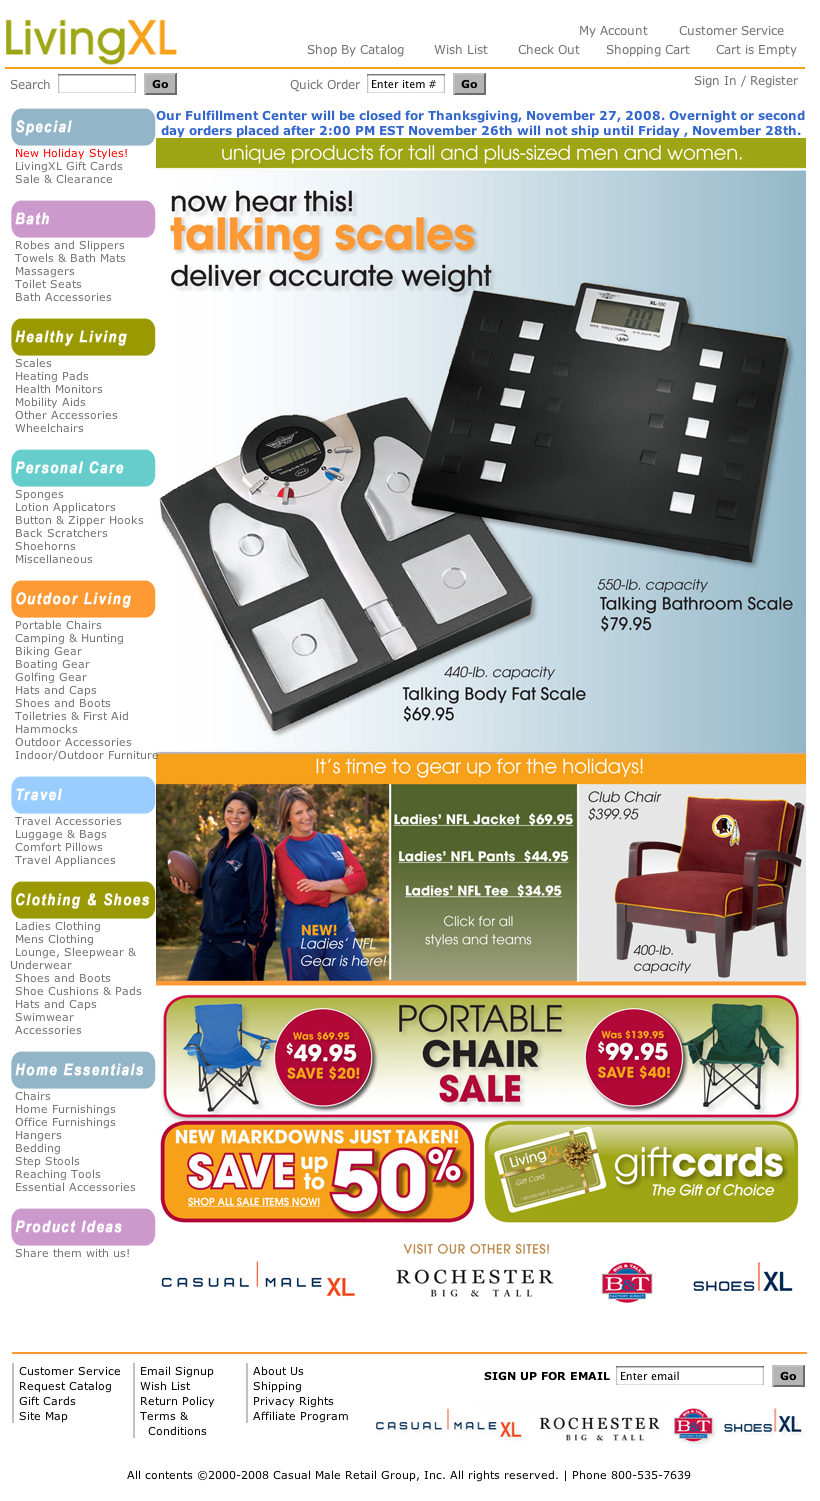 LivingXL
My Account Customer Service
Shop By Catalog Wish List Check Out Shopping Cart Cart is Empty
Search Go Quick Order Enter item # Go Sign In / Register
Special
New Holiday Styles!
LivingXL Gift Cards
Sale & Clearance
Bath
Robes and Slippers
Towels & Bath Mats
Massagers
Toilet Seats
Bath Accessories
Healthy Living
Scales
Heating Pads
Health Monitors
Mobility Aids
Other Accessories
Wheelchairs
Personal Care
Sponges
Lotion Applicators
Button & Zipper Hooks
Back Scratchers
Shoehorns
Miscellaneous
Outdoor Living
Portable Chairs
Camping & Hunting
Biking Gear
Boating Gear
Golfing Gear
Hats and Caps
Shoes and Boots
Toiletries & First Aid
Hammocks
Outdoor Accessories
Indoor/Outdoor Furniture
Travel
Travel Accessories
Luggage & Bags
Comfort Pillows
Travel Appliances
Clothing & Shoes
Ladies Clothing
Mens Clothing
Lounge, Sleepwear &
Underwear
Shoes and Boots
Shoe Cushions & Pads
Hats and Caps
Swimwear
Accessories
Home Essentials
Chairs
Home Furnishings
Office Furnishings
Hangers
Bedding
Step Stools
Reaching Tools
Essential Accessories
Product Ideas
Share them with us!
Our Fulfillment Center will be closed for Thanksgiving, November 27, 2008. Overnight or second
day orders placed after 2:00 PM EST November 26th will not ship until Friday , November 28th.
unique products for tall and plus-sized men and women.
now hear this!
talking scales
deliver accurate weight
XL-550
550-lb. capacity
Talking Bathroom Scale
$79.95
440-lb. capacity
Talking Body Fat Scale
$69.95
It's time to gear up for the holidays!
NEW!
Ladies' NFL
Gear is here!
Ladies' NFL Jacket $69.95
Ladies' NFL Pants $44.95
Ladies' NFL Tee $34.95
Click for all
styles and teams
Club Chair
$399.95
400-lb.
capacity
Was $69.95
$49.95
SAVE $20!
PORTABLE
CHAIR
SALE
Was $139.95
$99.95
SAVE $40!
NEW MARKDOWNS JUST TAKEN!
SAVE up to 50%
SHOP ALL SALE ITEMS NOW!
LivingXL
Gift Card
giftcards
The Gift of Choice
VISIT OUR OTHER SITES!
CASUAL MALE XL
ROCHESTER
BIG & TALL
BIG & TALL
B&T
FACTORY DIRECT
SHOES XL
Customer Service
Request Catalog
Gift Cards
Site Map
Email Signup
Wish List
Return Policy
Terms &
Conditions
About Us
Shipping
Privacy Rights
Affiliate Program
SIGN UP FOR EMAIL Enter email Go
CASUAL MALE XL
ROCHESTER
BIG & TALL
BIG & TALL
B&T
FACTORY DIRECT
SHOES XL
All contents ©2000-2008 Casual Male Retail Group, Inc. All rights reserved. | Phone 800-535-7639